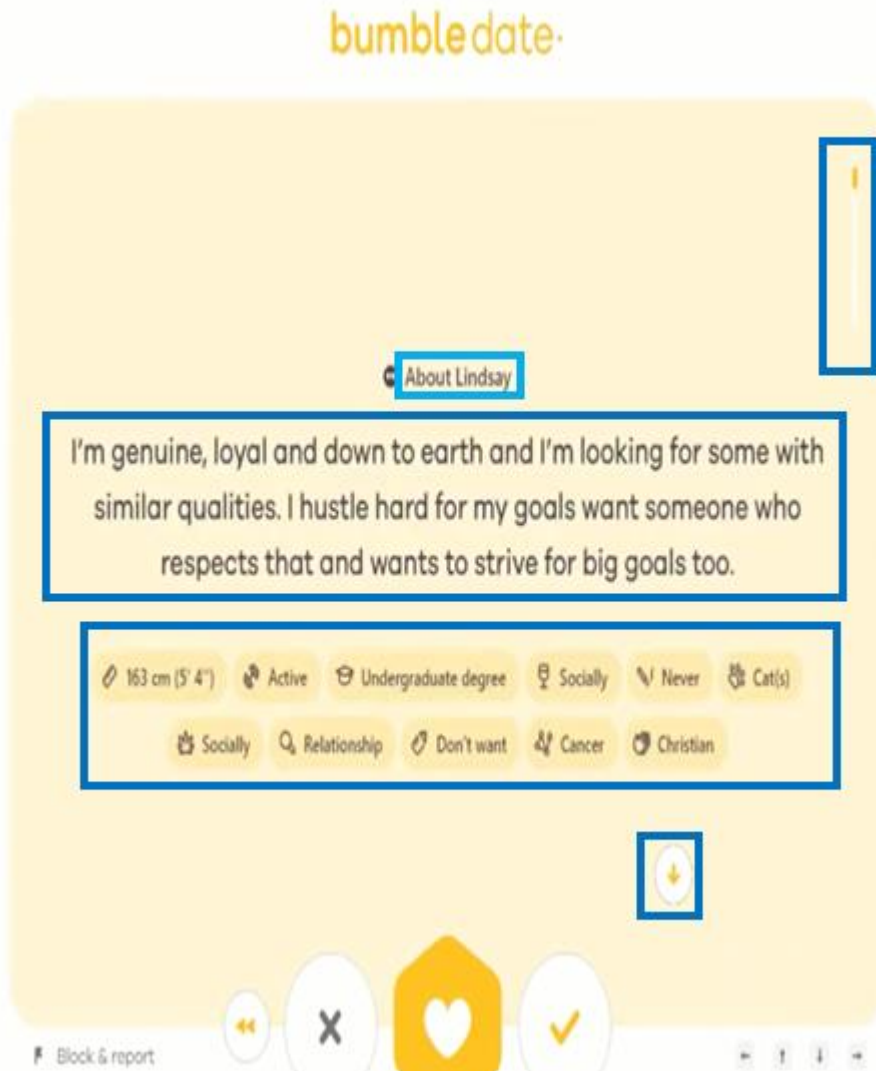 bumble date
About Lindsay
I'm genuine, loyal and down to earth and I'm looking for some with
similar qualities. I hustle hard for my goals want someone who
respects that and wants to strive for big goals too.
163 cm (5' 4") Active Undergraduate degree Socially Never Cat(s)
Socially Relationship Don't want Cancer Christian
Block & report